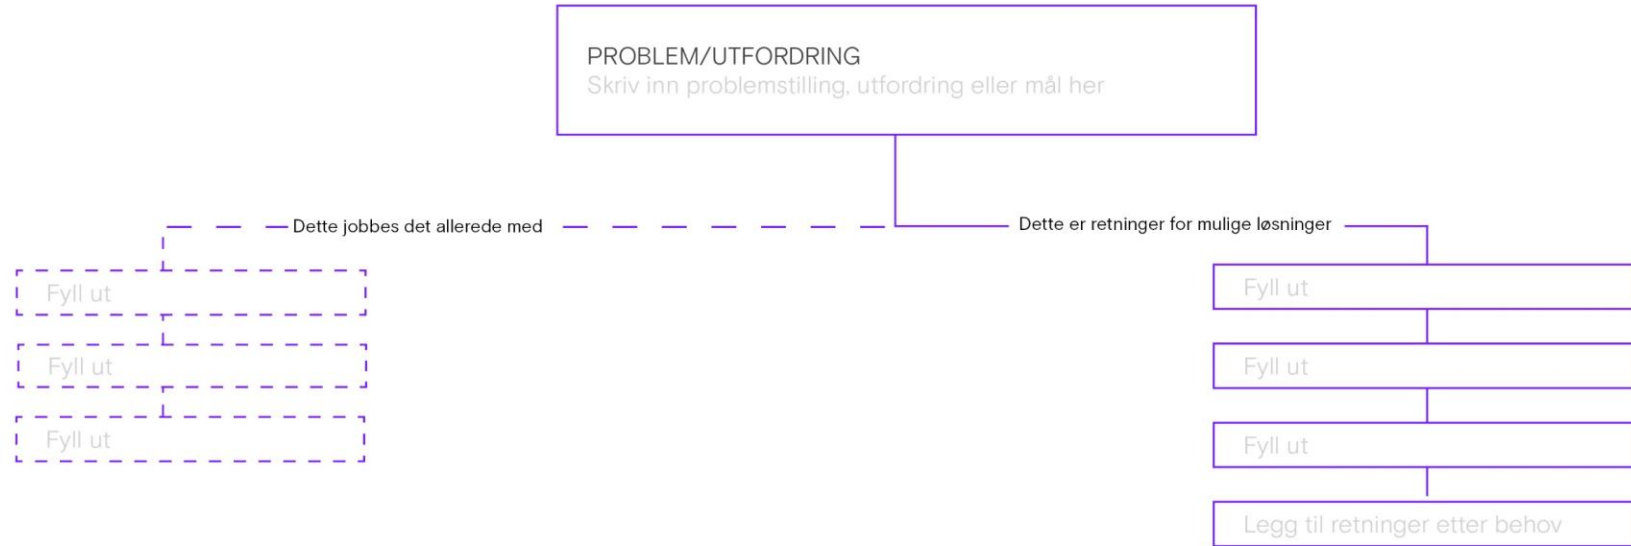 PROBLEM/UTFORDRING
Skriv inn problemstilling, utfordring eller mål her
Dette jobbes det allerede med
Dette er retninger for mulige løsninger
Fyll ut
Fyll ut
Fyll ut
Fyll ut
Fyll ut
Fyll ut
Legg til retninger etter behov